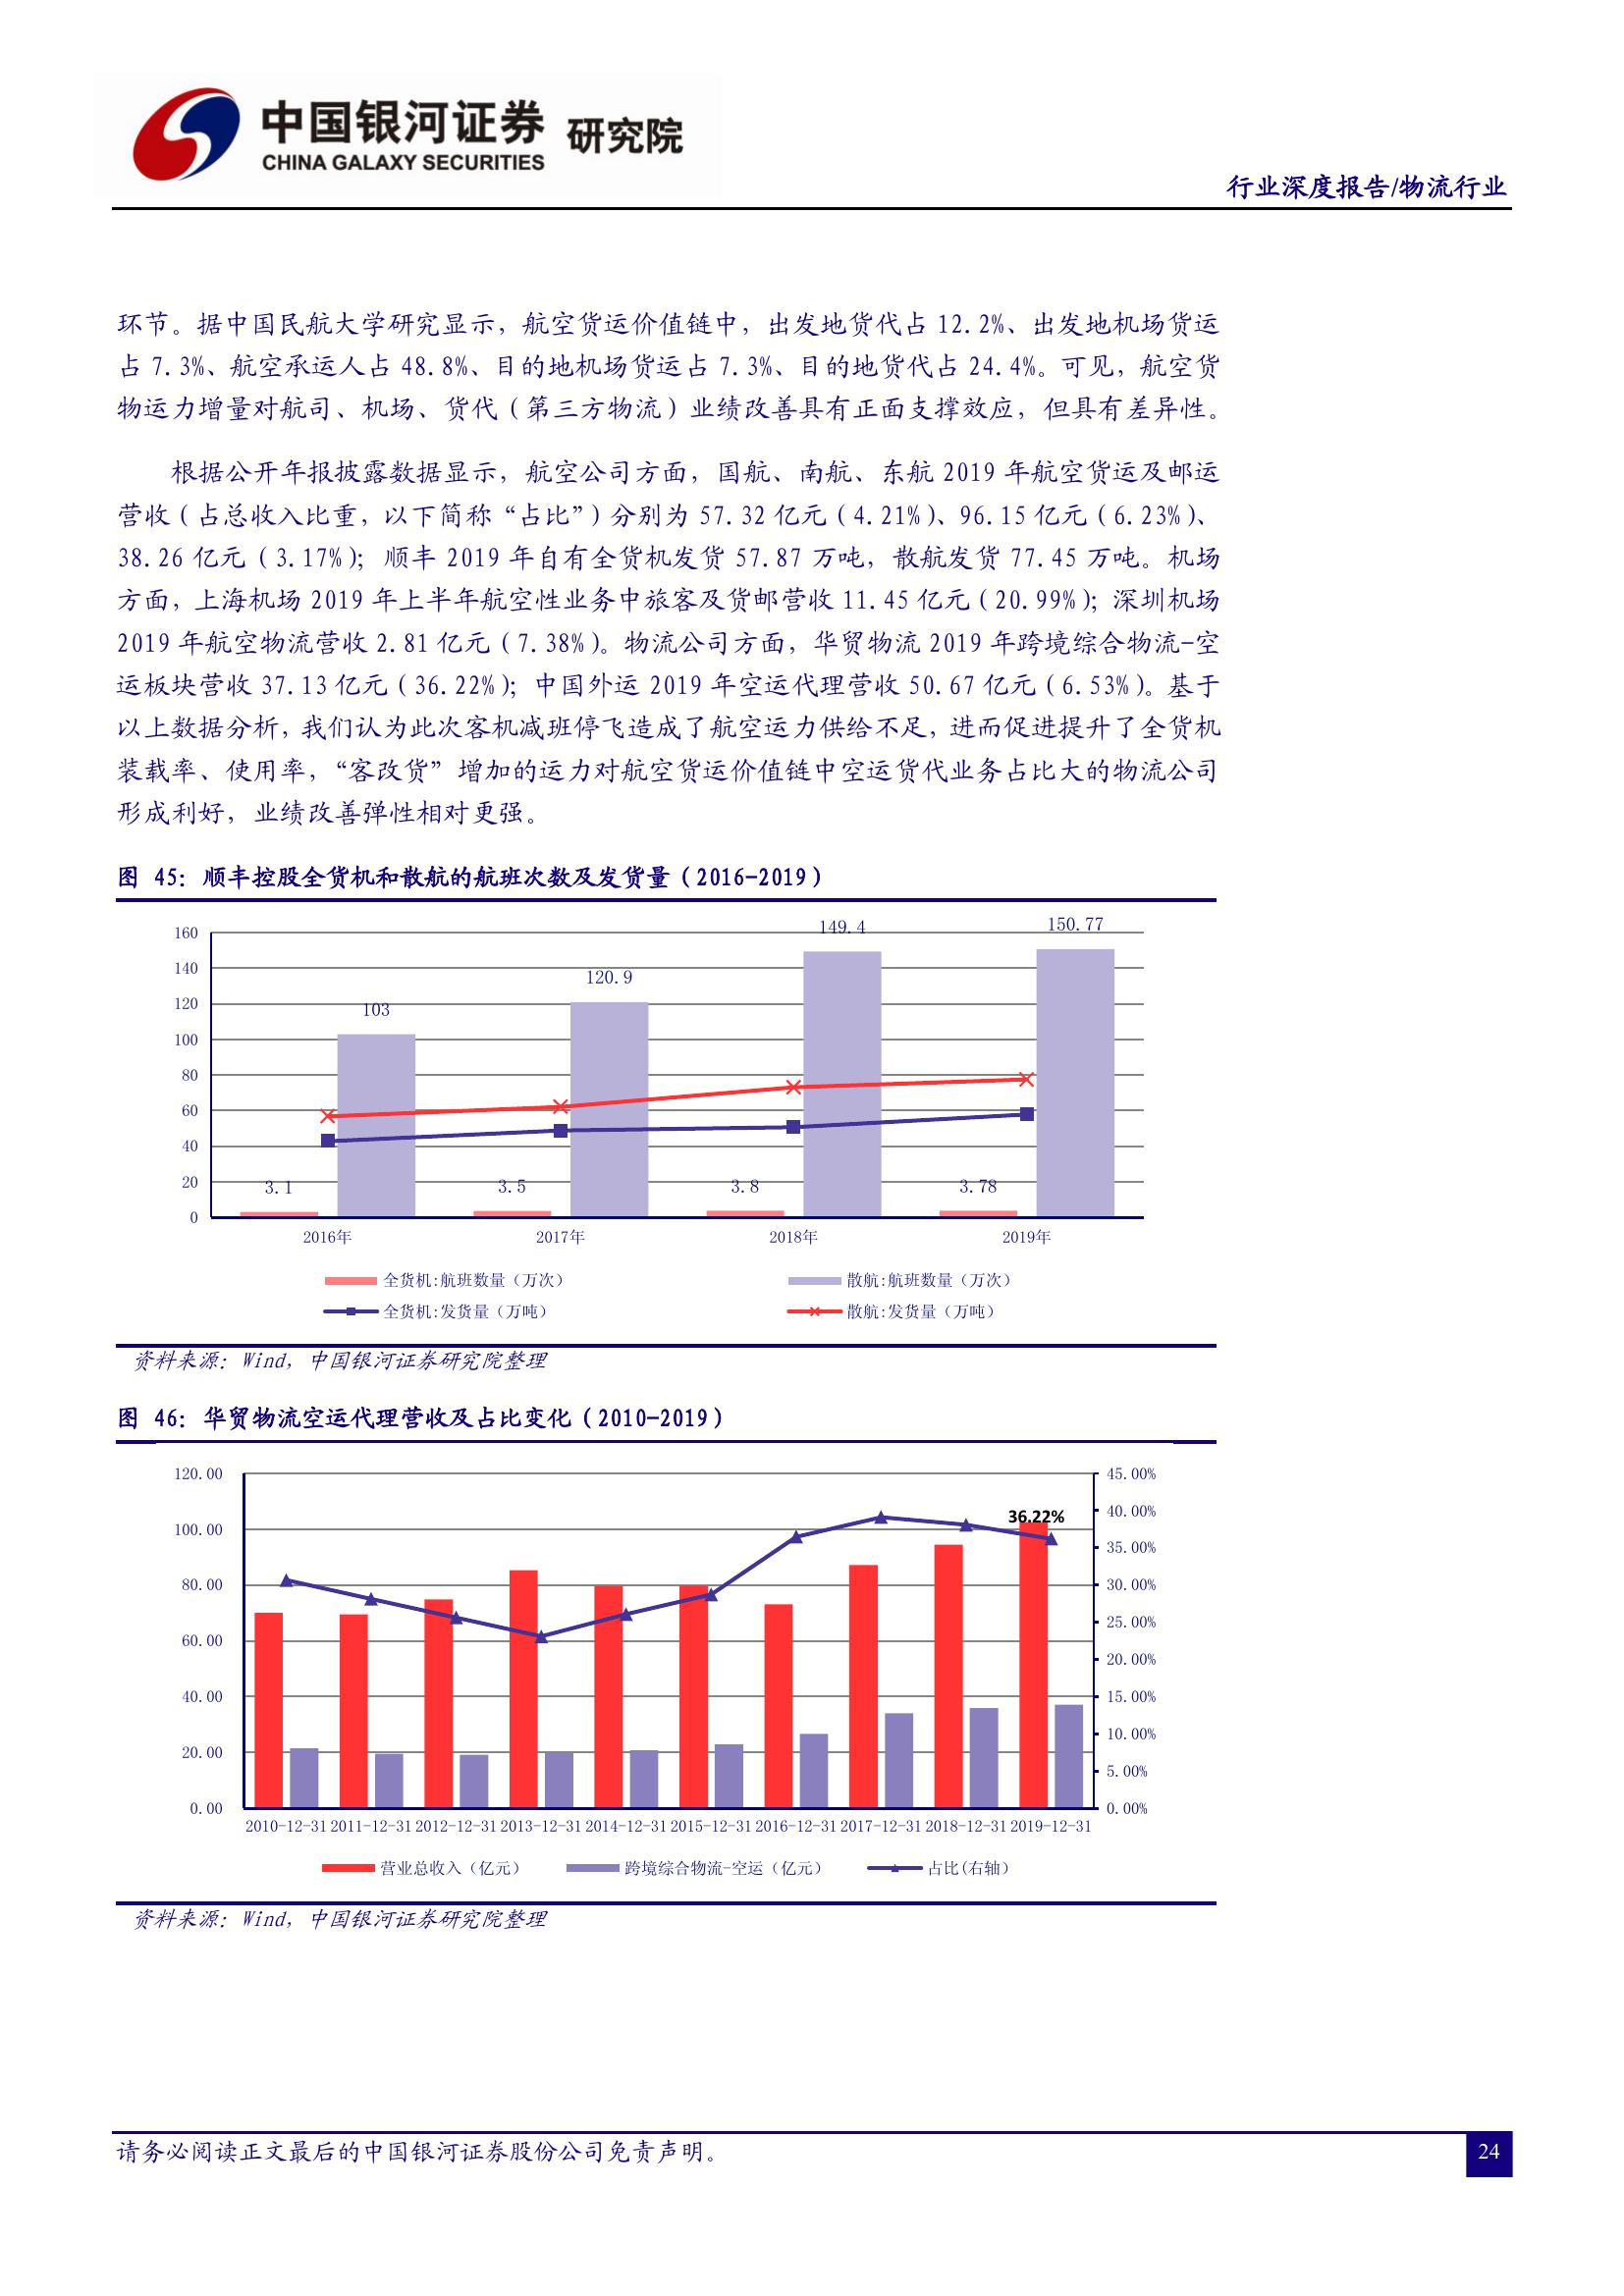 中国银河证券 研究院
CHINA GALAXY SECURITIES
行业深度报告/物流行业
环节。据中国民航大学研究显示，航空货运价值链中，出发地货代占 12.2%、出发地机场货运
占 7.3%、航空承运人占 48.8%、目的地机场货运占 7.3%、目的地货代占 24.4%。可见，航空货
物运力增量对航司、机场、货代（第三方物流）业绩改善具有正面支撑效应，但具有差异性。
根据公开年报披露数据显示，航空公司方面，国航、南航、东航 2019 年航空货运及邮运
营收（占总收入比重，以下简称“占比”）分别为 57.32 亿元（4.21%）、96.15 亿元（6.23%）、
38.26 亿元（3.17%）；顺丰 2019 年自有全货机发货 57.87 万吨，散航发货 77.45 万吨。机场
方面，上海机场 2019 年上半年航空性业务中旅客及货邮营收 11.45 亿元（20.99%）；深圳机场
2019 年航空物流营收 2.81 亿元（7.38%）。物流公司方面，华贸物流 2019 年跨境综合物流-空
运板块营收 37.13 亿元（36.22%）；中国外运 2019 年空运代理营收 50.67 亿元（6.53%）。基于
以上数据分析，我们认为此次客机减班停飞造成了航空运力供给不足，进而促进提升了全货机
装载率、使用率，“客改货”增加的运力对航空货运价值链中空运货代业务占比大的物流公司
形成利好，业绩改善弹性相对更强。
图 45：顺丰控股全货机和散航的航班次数及发货量（2016-2019）
160
140
120
100
80
60
40
20
0
103
120.9
149.4
150.77
3.1
3.5
3.8
3.78
2016年 2017年 2018年 2019年
全货机:航班数量（万次） 散航:航班数量（万次）
全货机:发货量（万吨） 散航:发货量（万吨）
资料来源：Wind，中国银河证券研究院整理
图 46：华贸物流空运代理营收及占比变化（2010-2019）
120.00
100.00
80.00
60.00
40.00
20.00
0.00
36.22%
45.00%
40.00%
35.00%
30.00%
25.00%
20.00%
15.00%
10.00%
5.00%
0.00%
2010-12-31 2011-12-31 2012-12-31 2013-12-31 2014-12-31 2015-12-31 2016-12-31 2017-12-31 2018-12-31 2019-12-31
营业总收入（亿元） 跨境综合物流-空运（亿元） 占比(右轴）
资料来源：Wind，中国银河证券研究院整理
请务必阅读正文最后的中国银河证券股份公司免责声明。
24